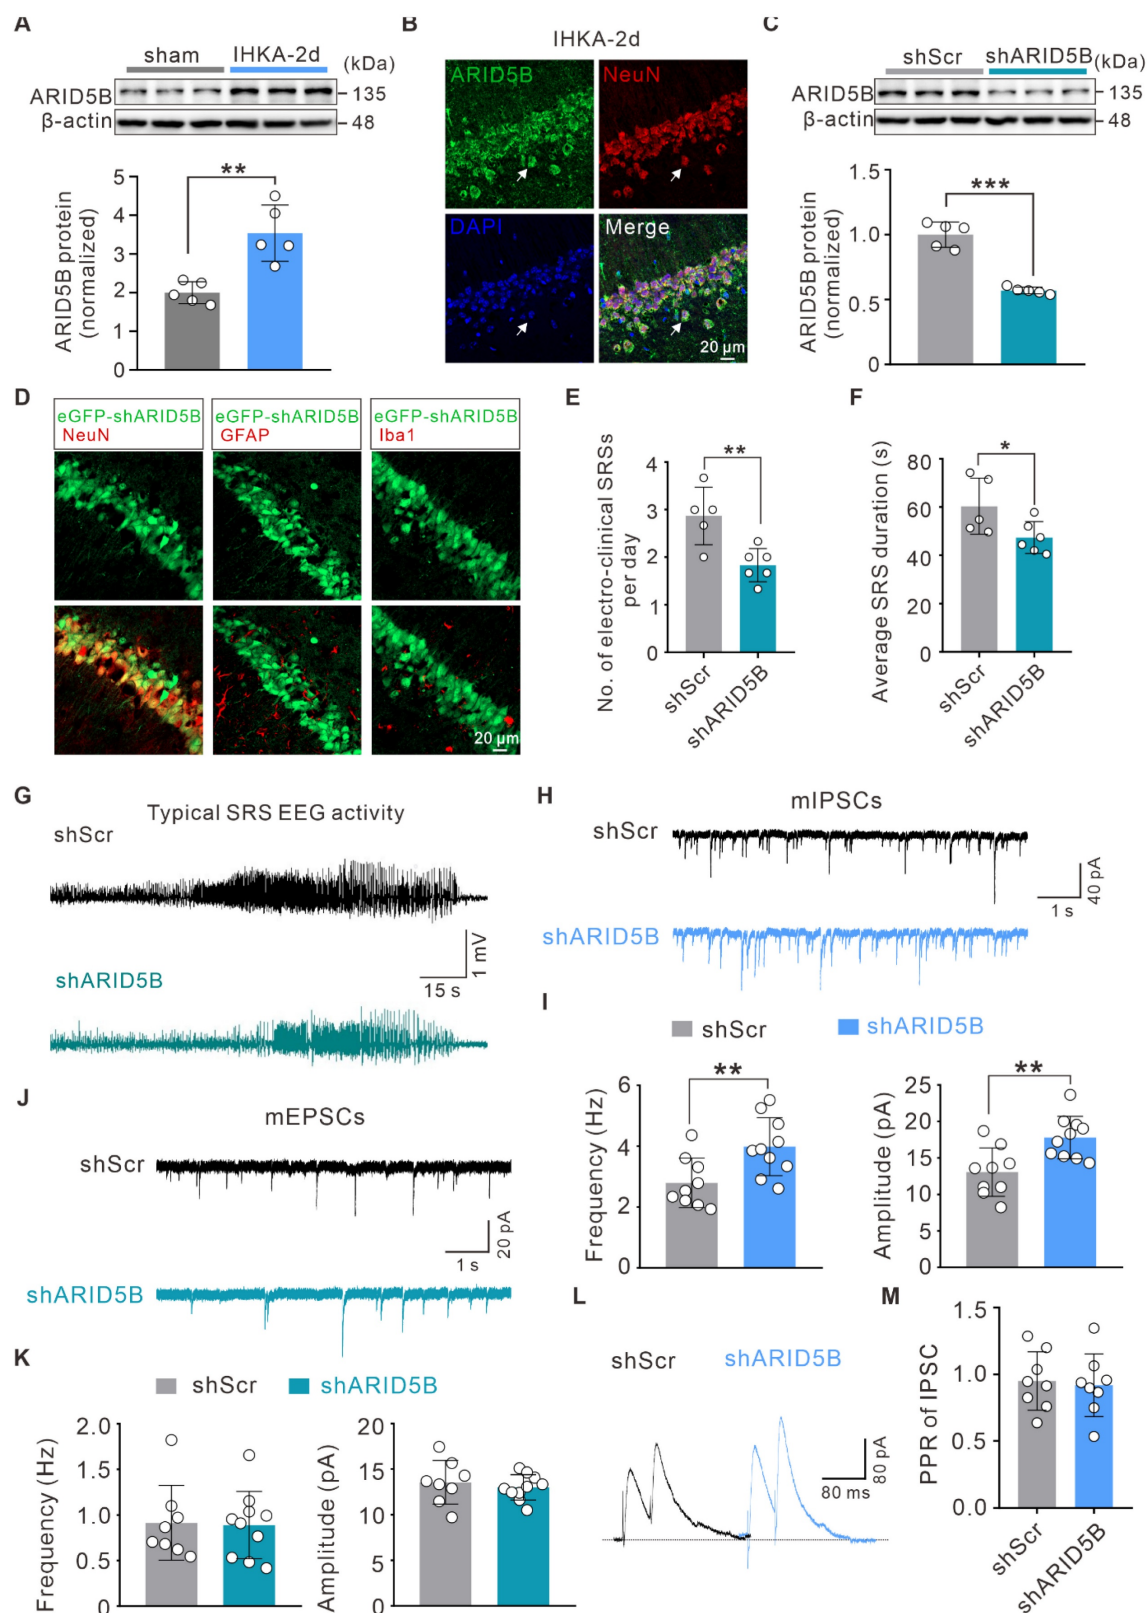 A
sham
IHKA-2d
(kDa)
ARID5B
135
β-actin
48
**
ARID5B protein
(normalized)
5
4
3
2
1
0
B
IHKA-2d
ARID5B
NeuN
DAPI
Merge
20 μm
C
shScr
shARID5B
(kDa)
ARID5B
135
β-actin
48
***
ARID5B protein
(normalized)
1.5
1.0
0.5
0
D
eGFP-shARID5B
NeuN
eGFP-shARID5B
GFAP
eGFP-shARID5B
Iba1
20 μm
E
No. of electro-clinical SRSs
per day
4
3
2
1
0
**
shScr
shARID5B
F
Average SRS duration (s)
80
60
40
20
0
*
shScr
shARID5B
G
Typical SRS EEG activity
shScr
1 mV
15 s
shARID5B
H
mIPSCs
shScr
40 pA
1 s
shARID5B
I
shScr
shARID5B
Frequency (Hz)
6
4
2
0
**
Amplitude (pA)
25
20
15
10
5
0
**
J
mEPSCs
shScr
20 pA
1 s
shARID5B
K
shScr
shARID5B
Frequency (Hz)
2.0
1.5
1.0
0.5
0
Amplitude (pA)
20
15
10
5
0
L
shScr
shARID5B
80 pA
80 ms
M
PPR of IPSC
1.5
1.0
0.5
0.0
shScr
shARID5B